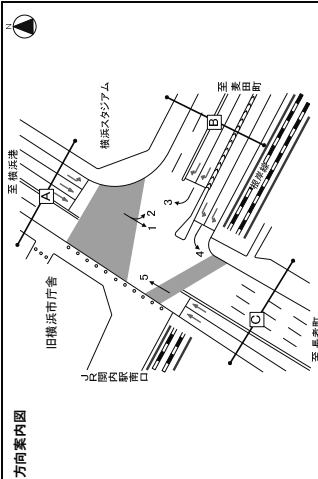 N
至 横浜港
A
横浜スタジアム
至
麦田町
B
3
2
1
根岸線
4
5
旧横浜市庁舎
C
JR関内駅南口
至 長者町
方向案内図